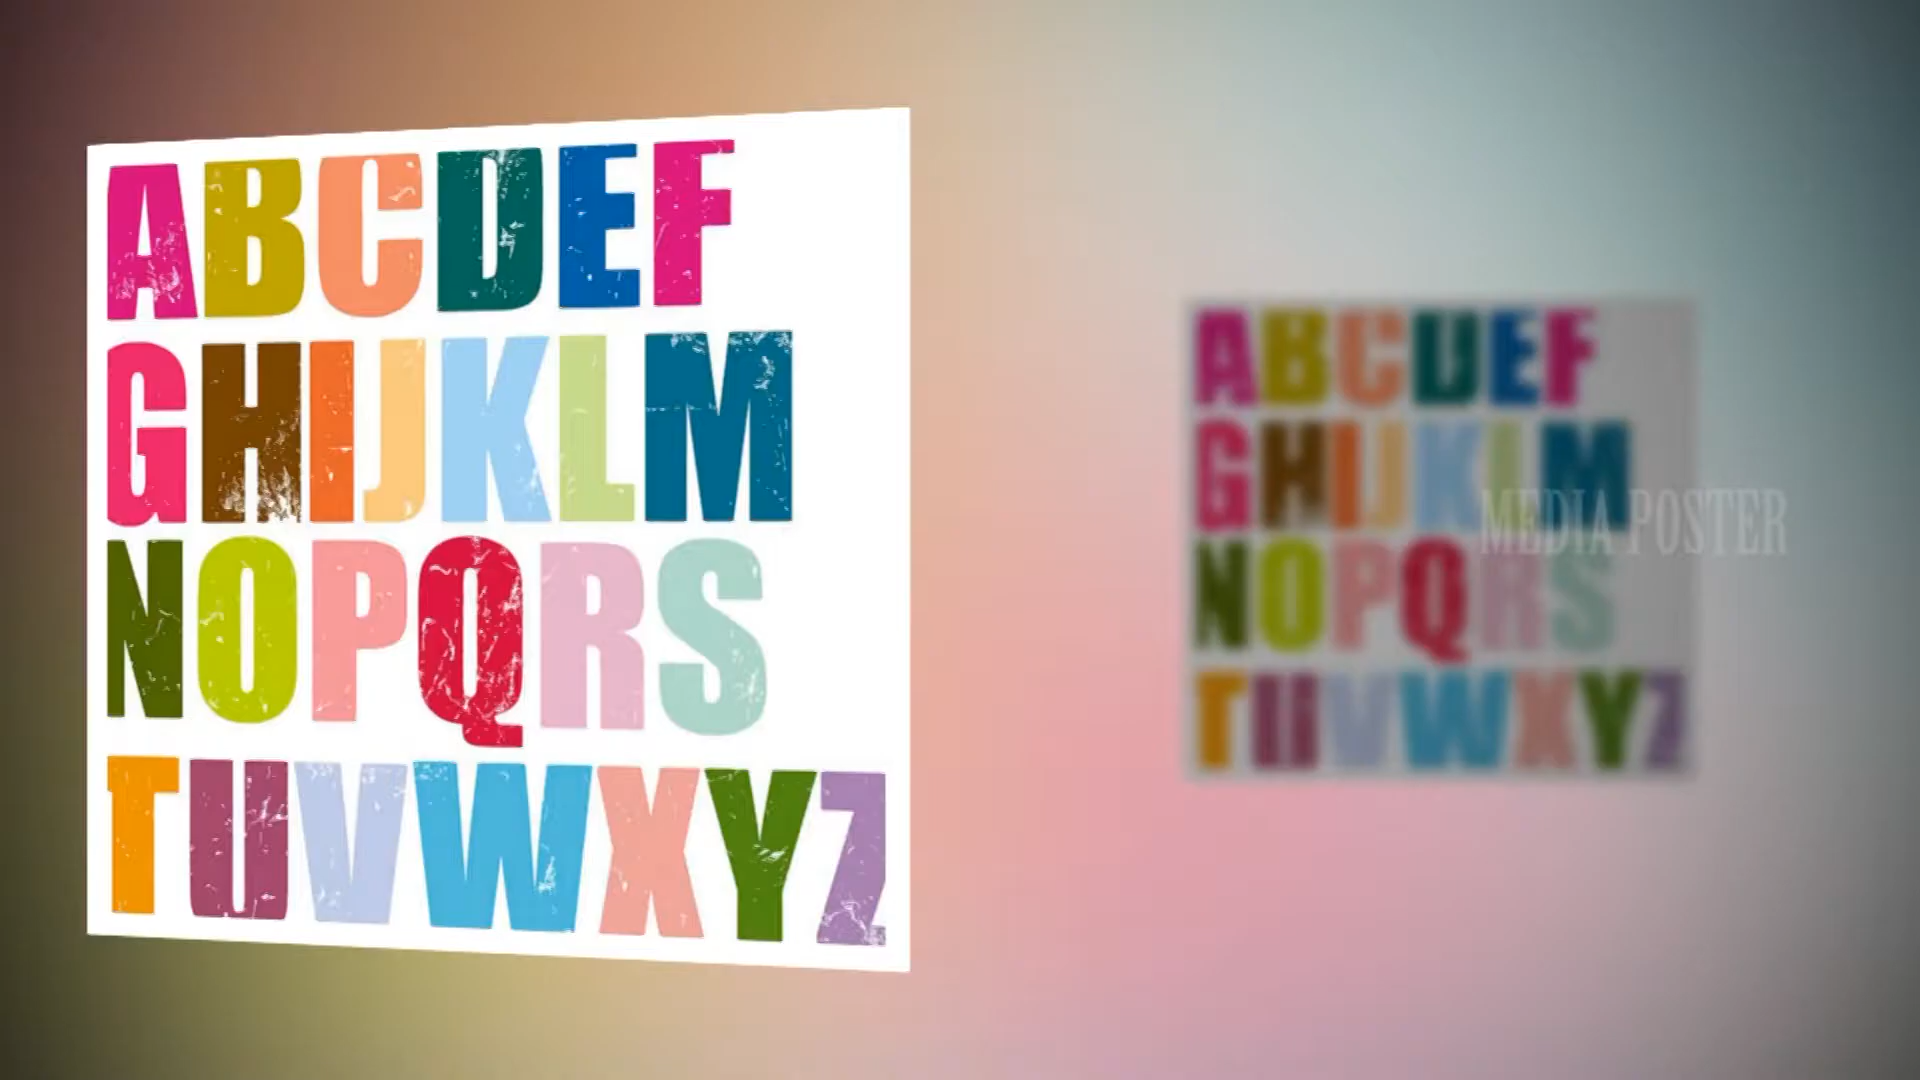 ABCDEF
GHIJKLM
NOPQRS
TUVWXYZ
ABCDEF
GHIJKLM
NOPQRS
TUVWXYZ
MEDIA POSTER